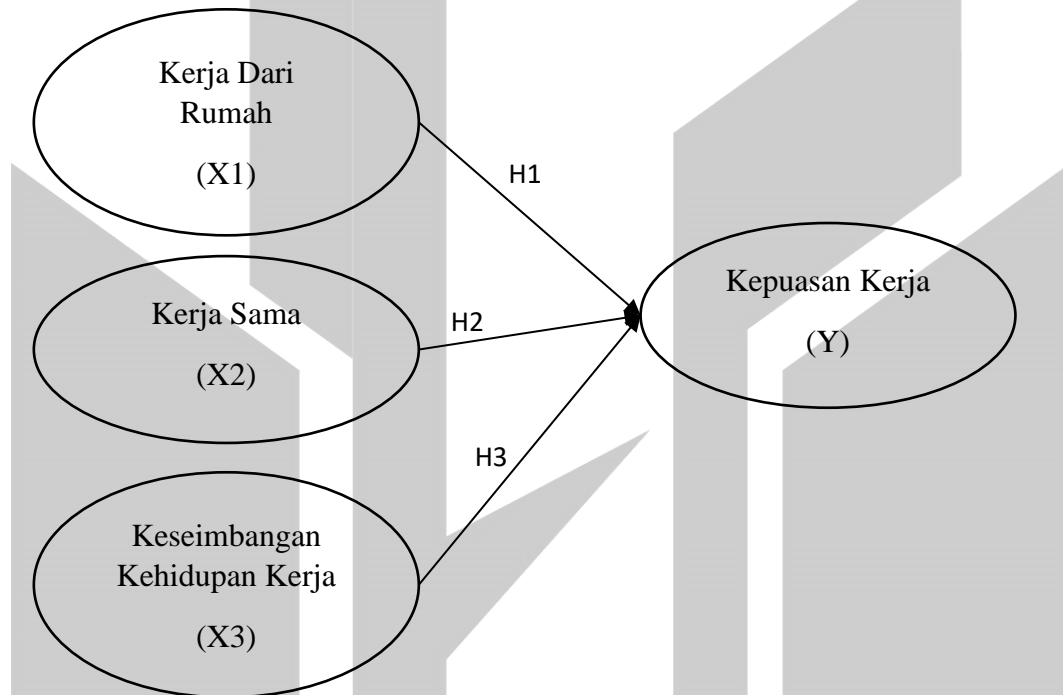 Kerja Dari
Rumah
(X1)
H1
Kerja Sama
(X2)
H2
Kepuasan Kerja
(Y)
H3
Keseimbangan
Kehidupan Kerja
(X3)